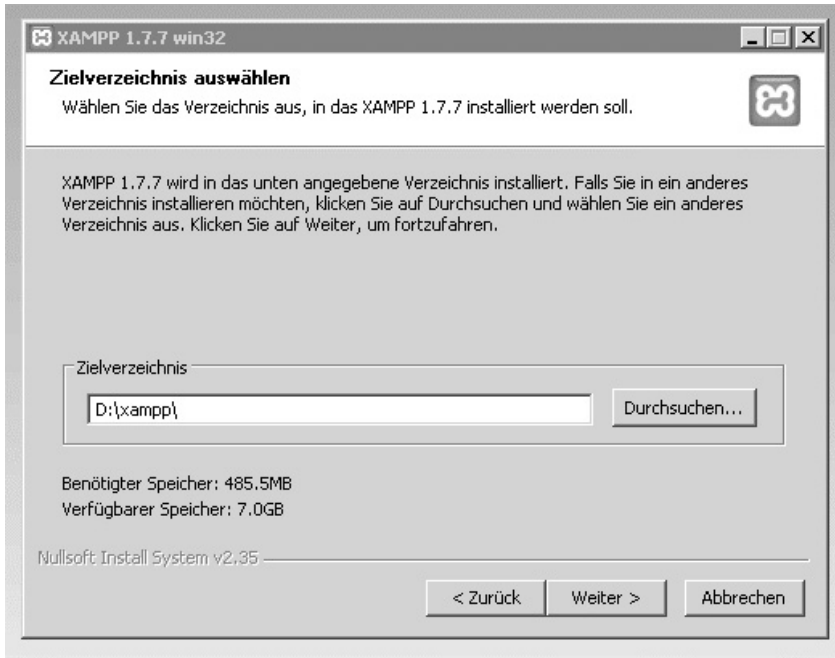 XAMPP 1.7.7 win32
Zielverzeichnis auswählen
Wählen Sie das Verzeichnis aus, in das XAMPP 1.7.7 installiert werden soll.
XAMPP 1.7.7 wird in das unten angegebene Verzeichnis installiert. Falls Sie in ein anderes
Verzeichnis installieren möchten, klicken Sie auf Durchsuchen und wählen Sie ein anderes
Verzeichnis aus. Klicken Sie auf Weiter, um fortzufahren.
Zielverzeichnis
D:\xampp\
Durchsuchen...
Benötigter Speicher: 485.5MB
Verfügbarer Speicher: 7.0GB
Nullsoft Install System v2.35
< Zurück
Weiter >
Abbrechen